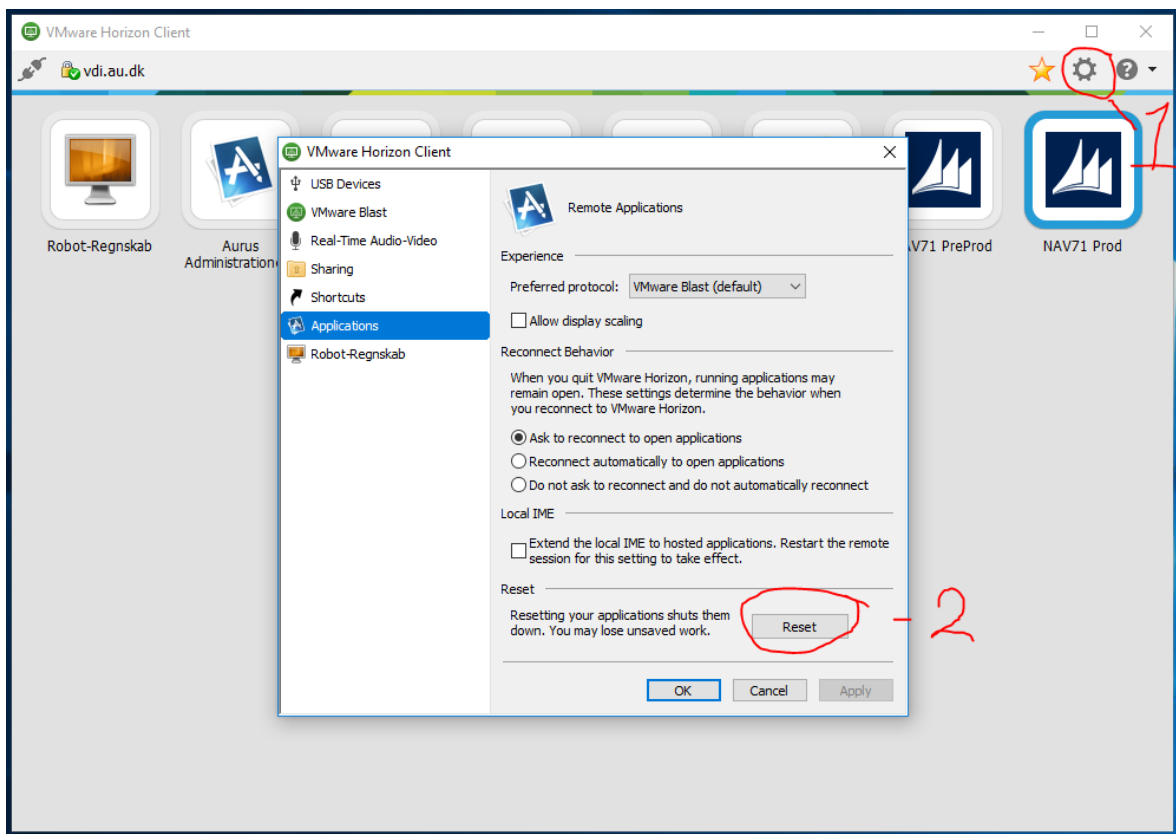 VMware Horizon Client
vdi.au.dk
1
Robot-Regnskab
Aurus
Administration
V71 PreProd
NAV71 Prod
VMware Horizon Client
USB Devices
VMware Blast
Real-Time Audio-Video
Sharing
Shortcuts
Applications
Robot-Regnskab
Remote Applications
Experience
Preferred protocol: VMware Blast (default)
Allow display scaling
Reconnect Behavior
When you quit VMware Horizon, running applications may
remain open. These settings determine the behavior when
you reconnect to VMware Horizon.
Ask to reconnect to open applications
Reconnect automatically to open applications
Do not ask to reconnect and do not automatically reconnect
Local IME
Extend the local IME to hosted applications. Restart the remote
session for this setting to take effect.
Reset
Resetting your applications shuts them
down. You may lose unsaved work.
Reset
- 2
OK Cancel Apply